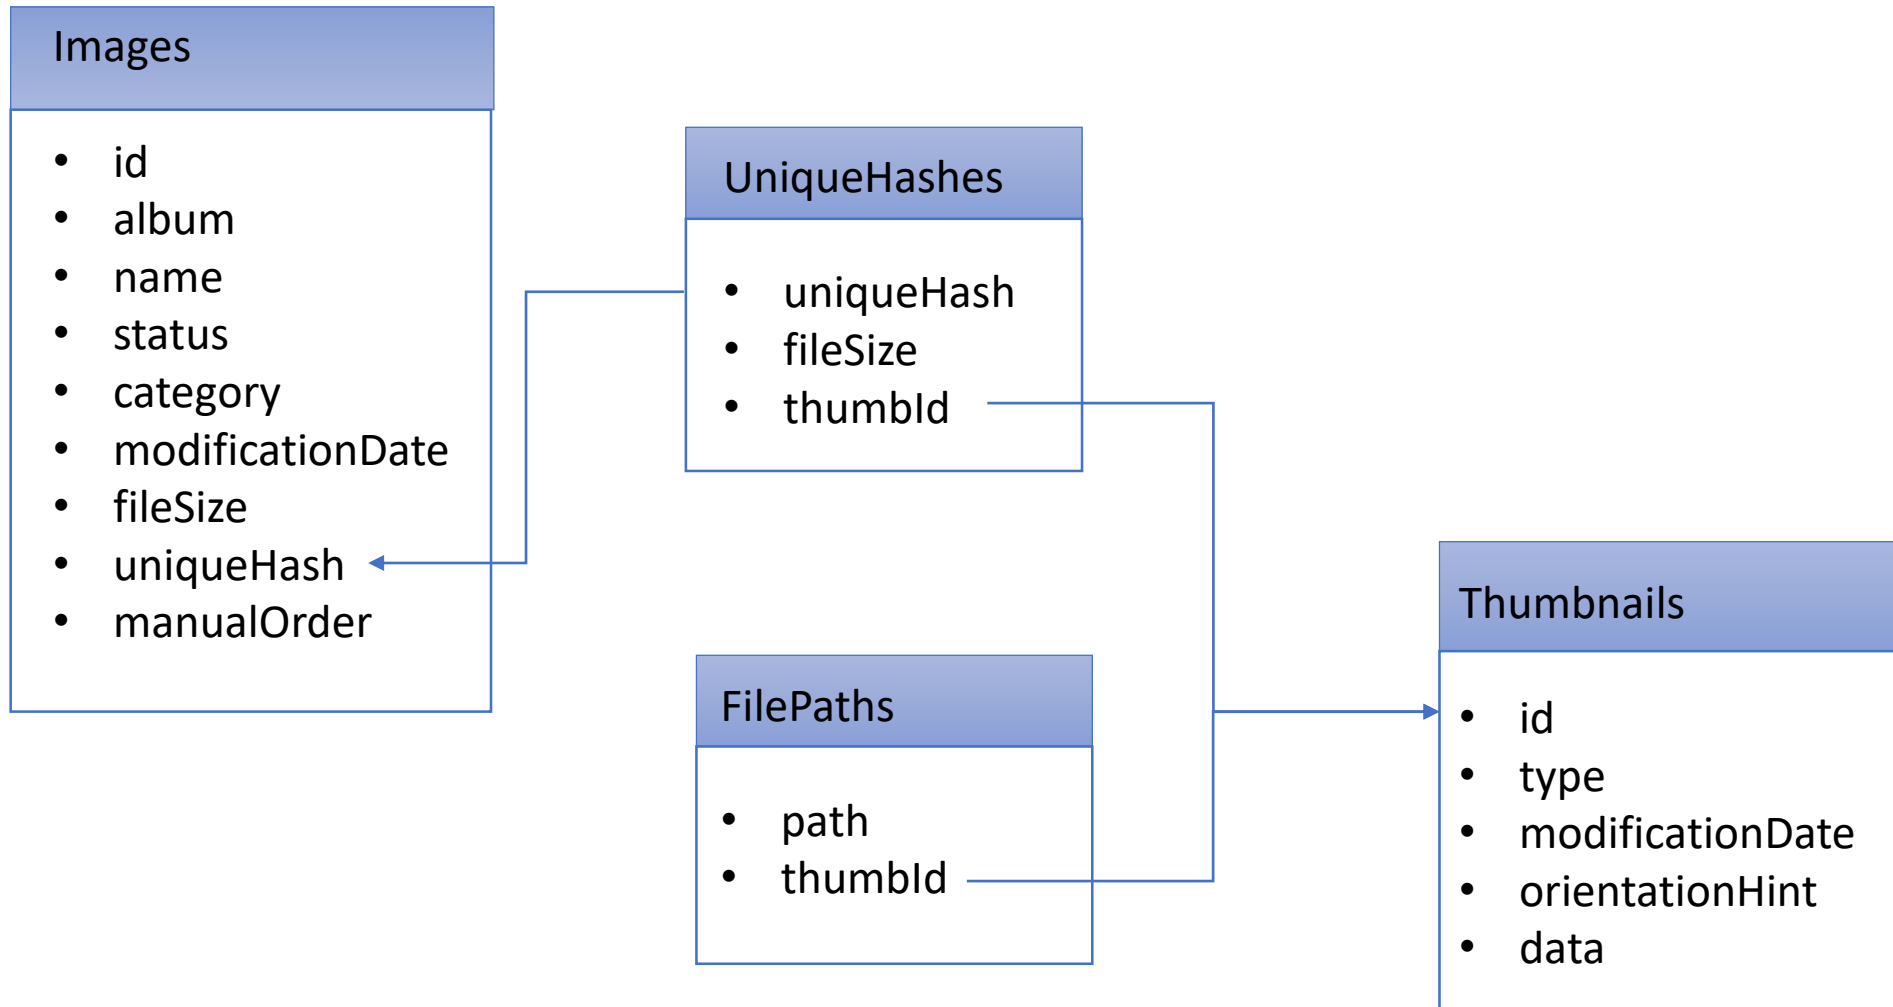 Images
• id
• album
• name
• status
• category
• modificationDate
• fileSize
• uniqueHash
• manualOrder
UniqueHashes
• uniqueHash
• fileSize
• thumbId
FilePaths
• path
• thumbId
Thumbnails
• id
• type
• modificationDate
• orientationHint
• data